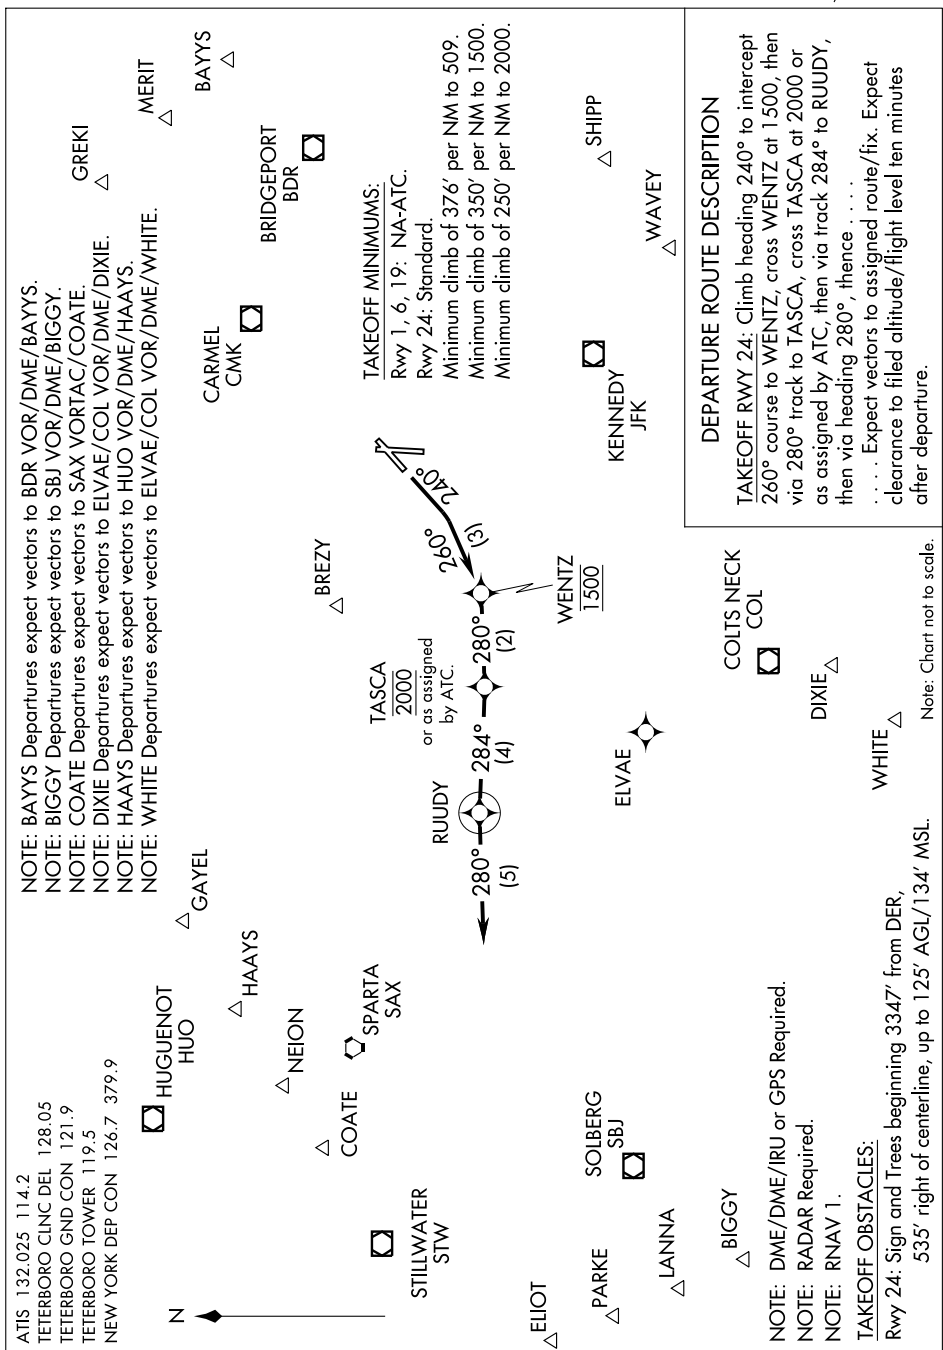 ATIS 132.025 114.2
TETERBORO CLNC DEL 128.05
TETERBORO GND CON 121.9
TETERBORO TOWER 119.5
NEW YORK DEP CON 126.7 379.9
NOTE: BAYYS Departures expect vectors to BDR VOR/DME/BAYYS.
NOTE: BIGGY Departures expect vectors to SBJ VOR/DME/BIGGY.
NOTE: COATE Departures expect vectors to SAX VORTAC/COATE.
NOTE: DIXIE Departures expect vectors to ELVAE/COL VOR/DME/DIXIE.
NOTE: HAAYS Departures expect vectors to HUO VOR/DME/HAAYS.
NOTE: WHITE Departures expect vectors to ELVAE/COL VOR/DME/WHITE.
GREKI
MERIT
BAYYS
BRIDGEPORT
BDR
CARMEL
CMK
HUGUENOT
HUO
GAYEL
HAAYS
NEION
SPARTA
SAX
COATE
STILLWATER
STW
N
BREZY
TAKEOFF MINIMUMS:
Rwy 1, 6, 19: NA-ATC.
Rwy 24: Standard.
Minimum climb of 376' per NM to 509.
Minimum climb of 350' per NM to 1500.
Minimum climb of 250' per NM to 2000.
240°
260°
(3)
WENTZ
1500
280°
(2)
TASCA
2000
or as assigned
by ATC.
284°
(4)
RUUDY
280°
(5)
SHIPP
WAVEY
KENNEDY
JFK
ELVAE
COLTS NECK
COL
DIXIE
WHITE
SOLBERG
SBJ
ELIOT
PARKE
LANNA
BIGGY
NOTE: DME/DME/IRU or GPS Required.
NOTE: RADAR Required.
NOTE: RNAV 1.
TAKEOFF OBSTACLES:
Rwy 24: Sign and Trees beginning 3347' from DER,
535' right of centerline, up to 125' AGL/134' MSL.
Note: Chart not to scale.
DEPARTURE ROUTE DESCRIPTION
TAKEOFF RWY 24: Climb heading 240° to intercept
260° course to WENTZ, cross WENTZ at 1500, then
via 280° track to TASCA, cross TASCA at 2000 or
as assigned by ATC, then via track 284° to RUUDY,
then via heading 280°, thence . . . .
. . . . Expect vectors to assigned route/fix. Expect
clearance to filed altitude/flight level ten minutes
after departure.